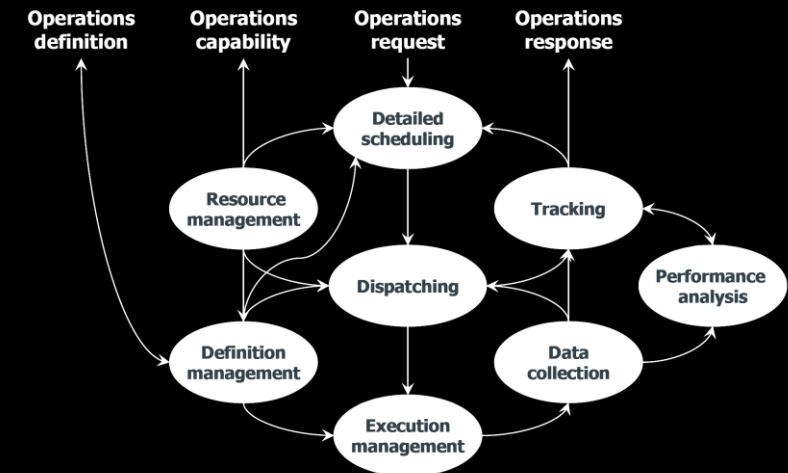 Operations
definition
Operations
capability
Operations
request
Operations
response
Detailed
scheduling
Resource
management
Tracking
Dispatching
Performance
analysis
Definition
management
Data
collection
Execution
management